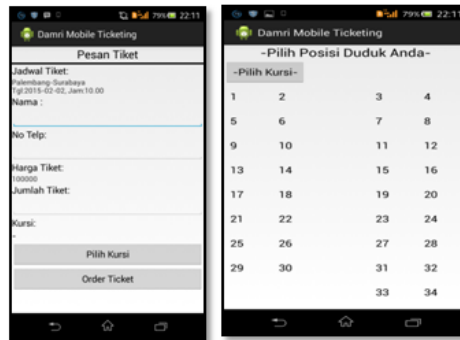 79% 22:11
Damri Mobile Ticketing
Pesan Tiket
Jadwal Tiket:
Palembang-Surabaya
Tgl:2015-02-02, Jam:10.00
Nama :
No Telp:
Harga Tiket:
100000
Jumlah Tiket:
Kursi:
-
Pilih Kursi
Order Ticket
79% 22:11
Damri Mobile Ticketing
-Pilih Posisi Duduk Anda-
-Pilih Kursi-
1 2 3 4
5 6 7 8
9 10 11 12
13 14 15 16
17 18 19 20
21 22 23 24
25 26 27 28
29 30 31 32
33 34